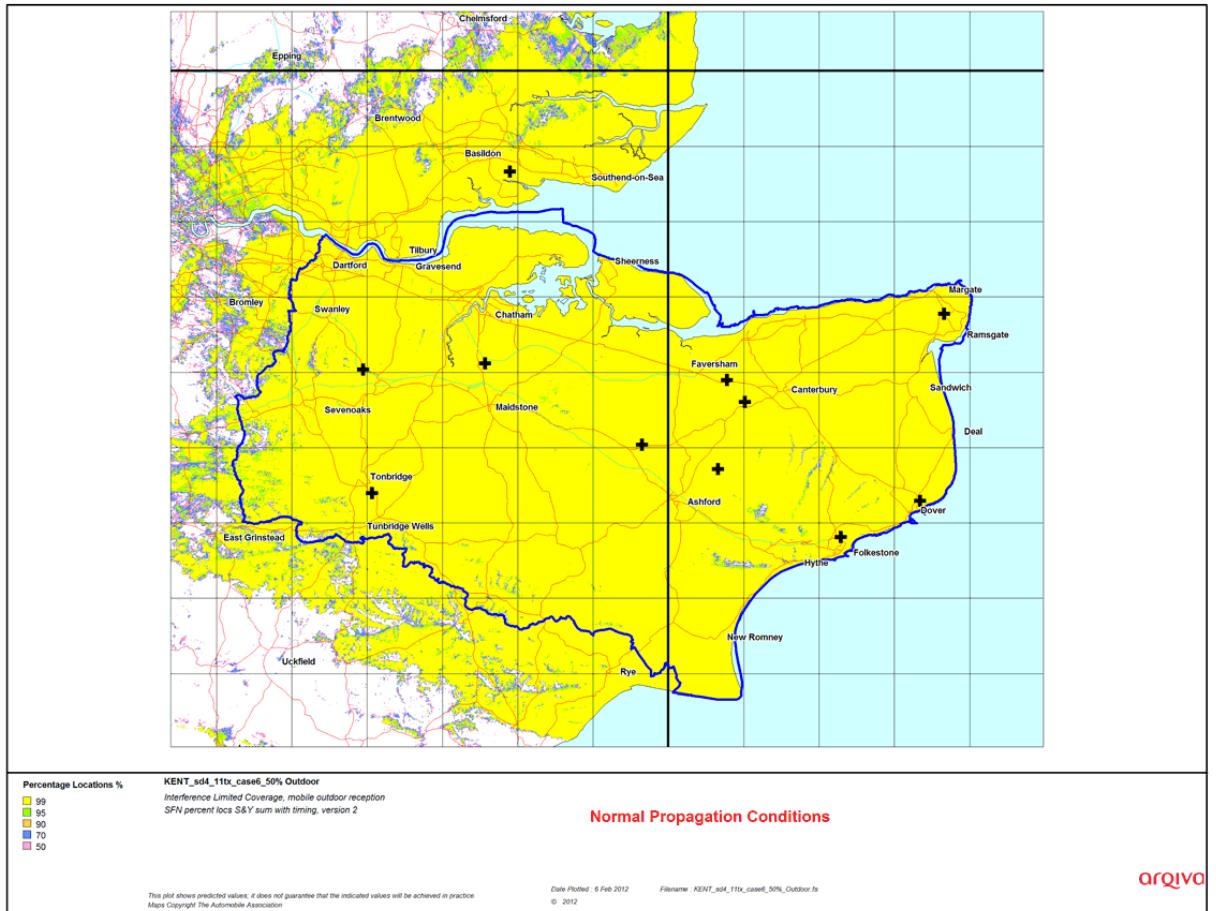 Chelmsford
Epping
Brentwood
Basildon
Southend-on-Sea
Tilbury
Dartford
Gravesend
Sheerness
Margate
Bromley
Swanley
Chatham
Ramsgate
Faversham
Canterbury
Sandwich
Sevenoaks
Maidstone
Deal
Tonbridge
Ashford
Dover
Tunbridge Wells
East Grinstead
Folkestone
Hythe
New Romney
Uckfield
Rye
Percentage Locations %
99
95
90
70
50
KENT_sd4_11tx_case6_50% Outdoor
Interference Limited Coverage, mobile outdoor reception
SFN percent locs S&Y sum with timing, version 2
Normal Propagation Conditions
This plot shows predicted values; it does not guarantee that the indicated values will be achieved in practice.
Maps Copyright The Automobile Association
Date Plotted : 6 Feb 2012
Filename : KENT_sd4_11tx_case6_50%_Outdoor.fs
© 2012
arqiva